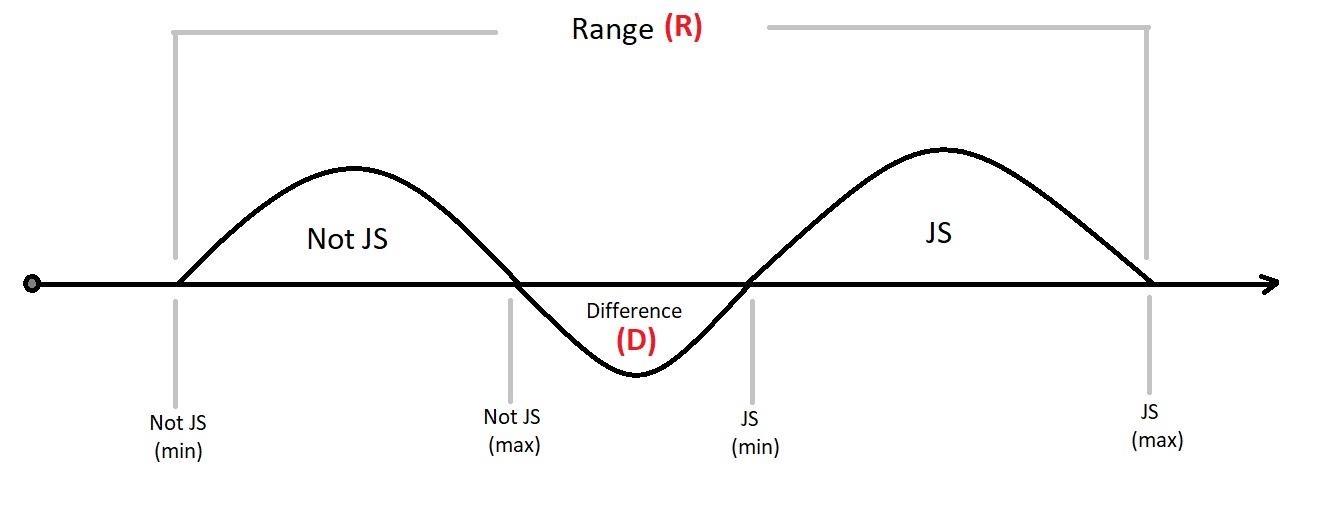 Range (R)
Not JS
JS
Difference
(D)
Not JS
(min)
Not JS
(max)
JS
(min)
JS
(max)